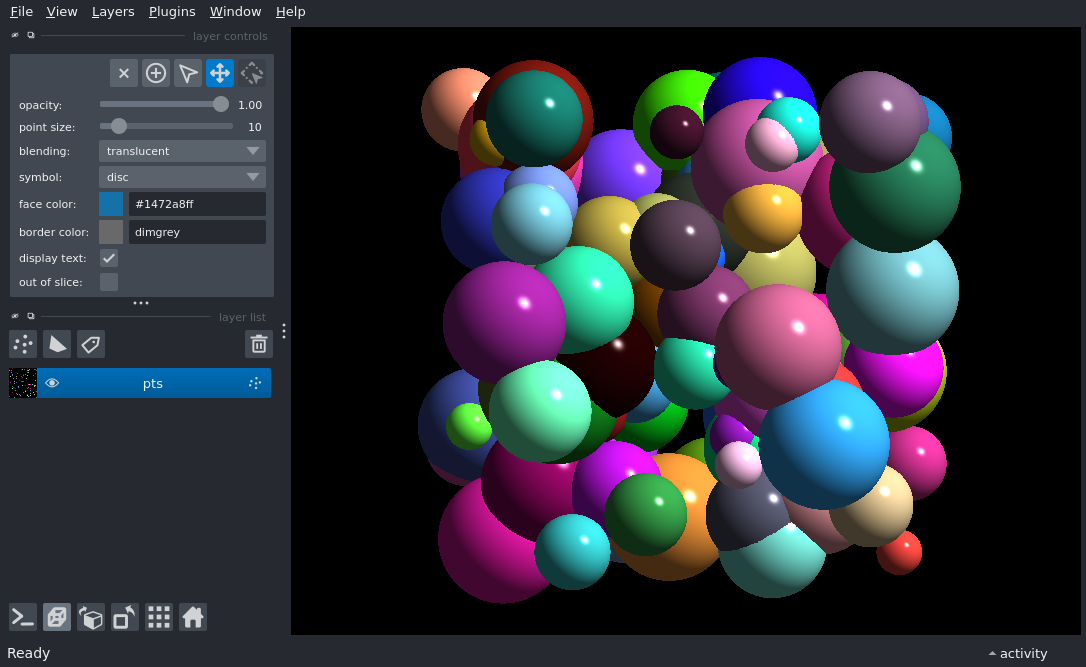 File View Layers Plugins Window Help
layer controls
opacity: 1.00
point size: 10
blending: translucent
symbol: disc
face color: #1472a8ff
border color: dimgrey
display text:
out of slice:
layer list
pts
Ready
activity